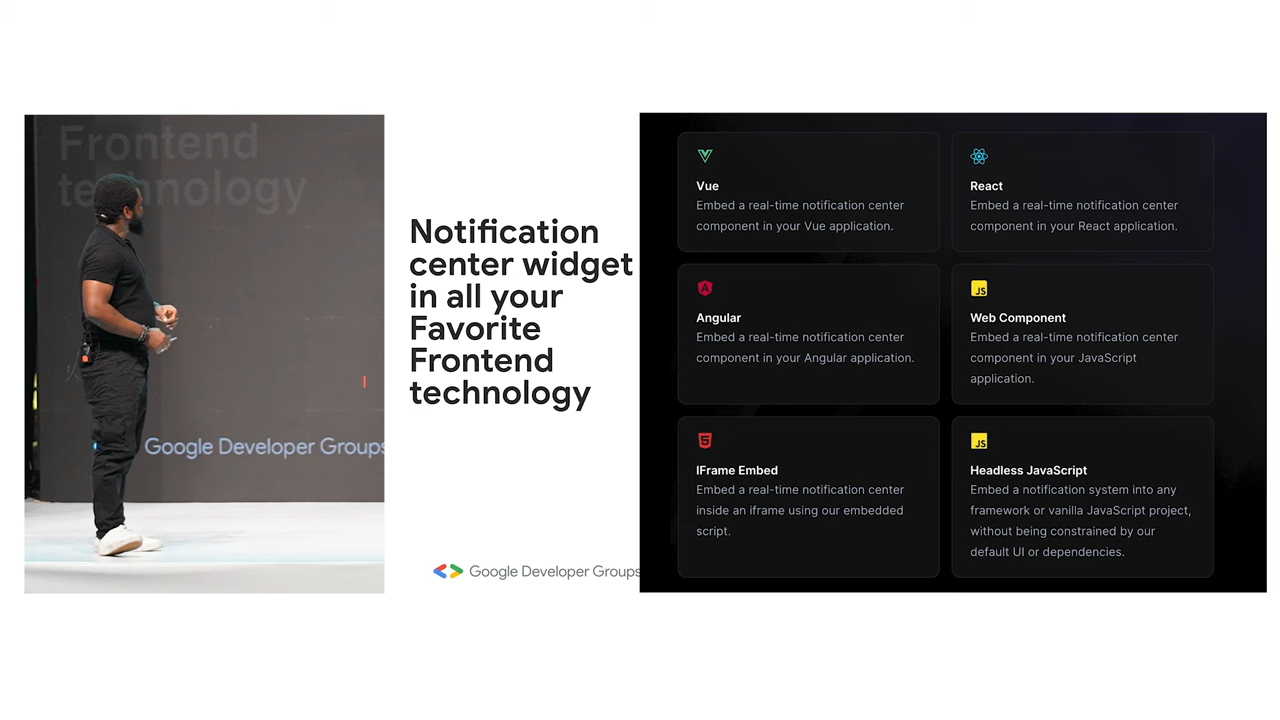 Frontend
technology
Google Developer Groups
Notification
center widget
in all your
Favorite
Frontend
technology
Google Developer Groups
Vue
Embed a real-time notification center
component in your Vue application.
React
Embed a real-time notification center
component in your React application.
Angular
Embed a real-time notification center
component in your Angular application.
JS
Web Component
Embed a real-time notification center
component in your JavaScript
application.
IFrame Embed
Embed a real-time notification center
inside an iframe using our embedded
script.
JS
Headless JavaScript
Embed a notification system into any
framework or vanilla JavaScript project,
without being constrained by our
default UI or dependencies.